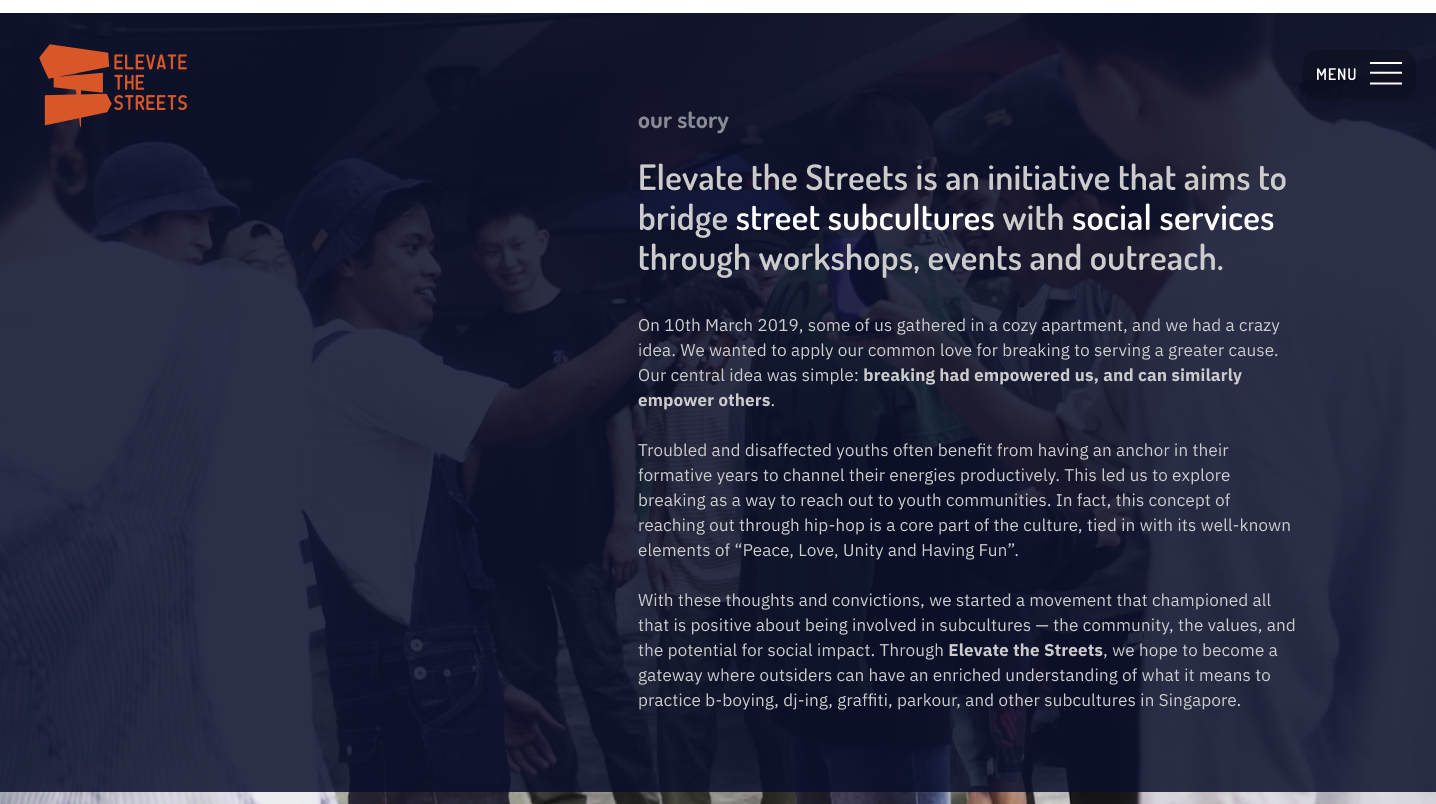 ELEVATE
THE
STREETS
MENU
our story
Elevate the Streets is an initiative that aims to
bridge street subcultures with social services
through workshops, events and outreach.
On 10th March 2019, some of us gathered in a cozy apartment, and we had a crazy
idea. We wanted to apply our common love for breaking to serving a greater cause.
Our central idea was simple: breaking had empowered us, and can similarly
empower others.
Troubled and disaffected youths often benefit from having an anchor in their
formative years to channel their energies productively. This led us to explore
breaking as a way to reach out to youth communities. In fact, this concept of
reaching out through hip-hop is a core part of the culture, tied in with its well-known
elements of “Peace, Love, Unity and Having Fun”.
With these thoughts and convictions, we started a movement that championed all
that is positive about being involved in subcultures — the community, the values, and
the potential for social impact. Through Elevate the Streets, we hope to become a
gateway where outsiders can have an enriched understanding of what it means to
practice b-boying, dj-ing, graffiti, parkour, and other subcultures in Singapore.